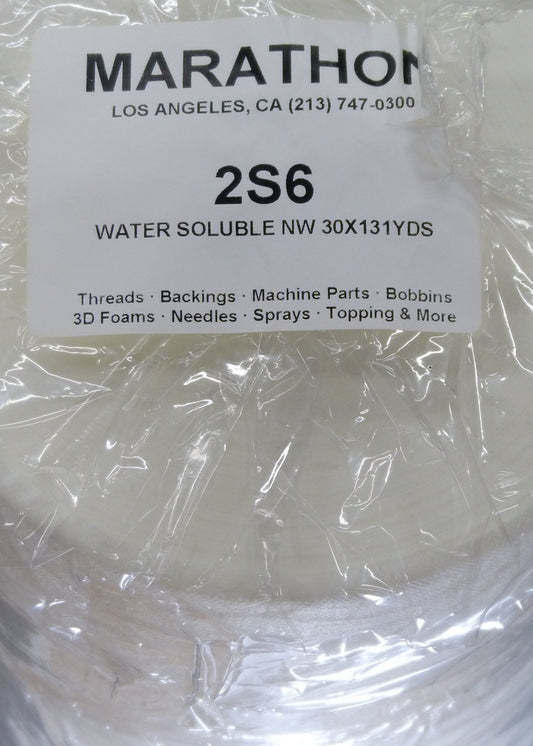 MARATHON
LOS ANGELES, CA (213) 747-0300
2S6
WATER SOLUBLE NW 30X131YDS
Threads · Backings · Machine Parts · Bobbins
3D Foams · Needles · Sprays · Topping & More